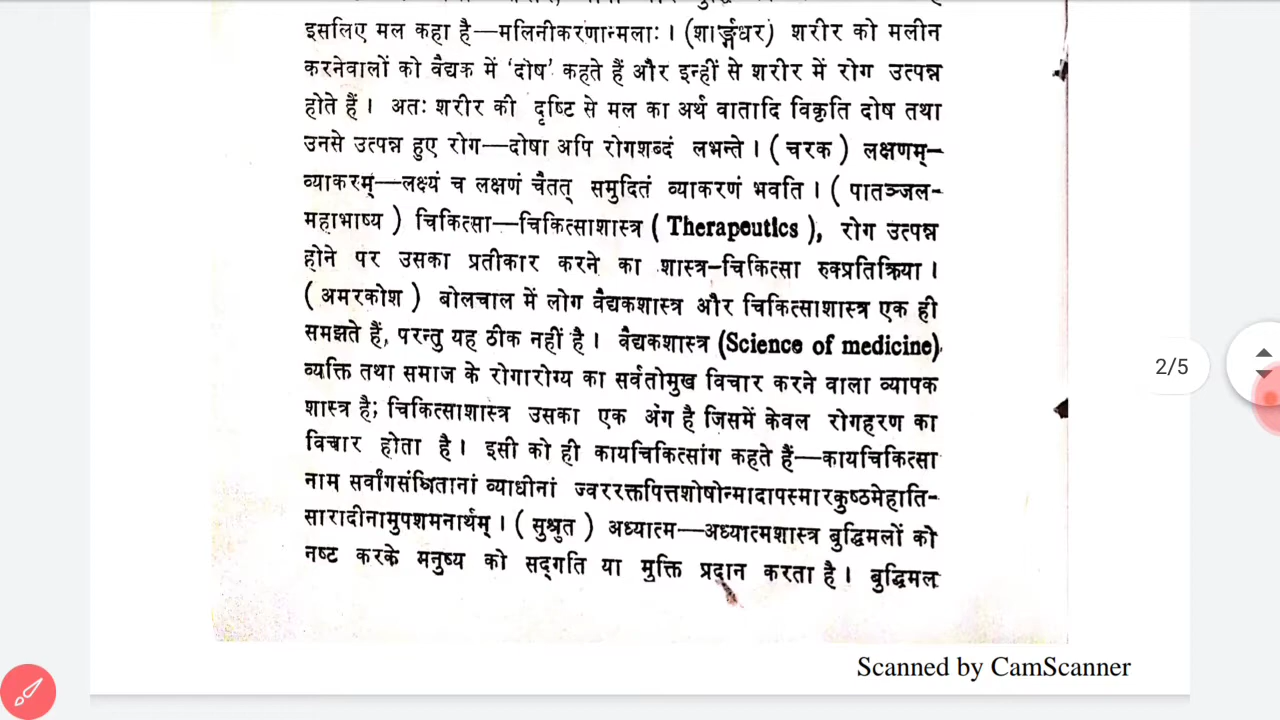 इसलिए मल कहा है—मलिनीकरणान्मलाः। (शार्ङ्गधर) शरीर को मलीन
करनेवालों को वैद्यक में ‘दोष’ कहते हैं और इन्हीं से शरीर में रोग उत्पन्न
होते हैं। अतः शरीर की दृष्टि से मल का अर्थ वातादि विकृति दोष तथा
उनसे उत्पन्न हुए रोग—दोषा अपि रोगशब्दं लभन्ते। (चरक) लक्षणम्–
व्याकरम्—लक्ष्यं च लक्षणं चैतत् समुदितं व्याकरणं भवति। (पातञ्जल-
महाभाष्य) चिकित्सा—चिकित्साशास्त्र (Therapeutics), रोग उत्पन्न
होने पर उसका प्रतीकार करने का शास्त्र–चिकित्सा रुक्प्रतिक्रिया।
(अमरकोश) बोलचाल में लोग वैद्यकशास्त्र और चिकित्साशास्त्र एक ही
समझते हैं, परन्तु यह ठीक नहीं है। वैद्यकशास्त्र (Science of medicine)
व्यक्ति तथा समाज के रोगारोग्य का सर्वतोमुख विचार करने वाला व्यापक
शास्त्र है; चिकित्साशास्त्र उसका एक अंग है जिसमें केवल रोगहरण का
विचार होता है। इसी को ही कायचिकित्सांग कहते हैं—कायचिकित्सा
नाम सर्वांगसंश्रितानां व्याधीनां ज्वररक्तपित्तशोषोन्मादापस्मारकुष्ठमेहाति-
सारादीनामुपशमनार्थम्। (सुश्रुत) अध्यात्म—अध्यात्मशास्त्र बुद्धिमलों को
नष्ट करके मनुष्य को सद्गति या मुक्ति प्रदान करता है। बुद्धिमल
2/5
Scanned by CamScanner